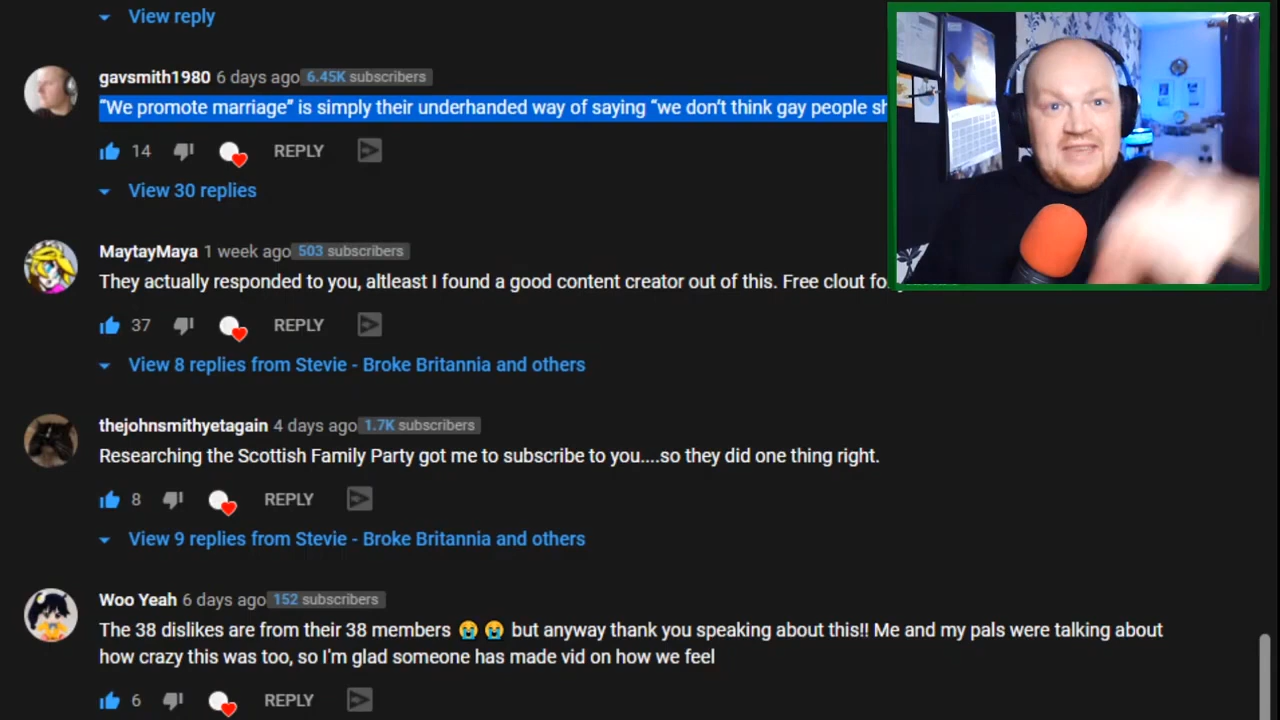 View reply
gavsmith1980 6 days ago 6.45K subscribers
“We promote marriage” is simply their underhanded way of saying “we don’t think gay people sh
14 REPLY
View 30 replies
MaytayMaya 1 week ago 503 subscribers
They actually responded to you, altleast I found a good content creator out of this. Free clout for
37 REPLY
View 8 replies from Stevie - Broke Britannia and others
thejohnsmithyetagain 4 days ago 1.7K subscribers
Researching the Scottish Family Party got me to subscribe to you....so they did one thing right.
8 REPLY
View 9 replies from Stevie - Broke Britannia and others
Woo Yeah 6 days ago 152 subscribers
The 38 dislikes are from their 38 members 😭 😭 but anyway thank you speaking about this!! Me and my pals were talking about
how crazy this was too, so I'm glad someone has made vid on how we feel
6 REPLY